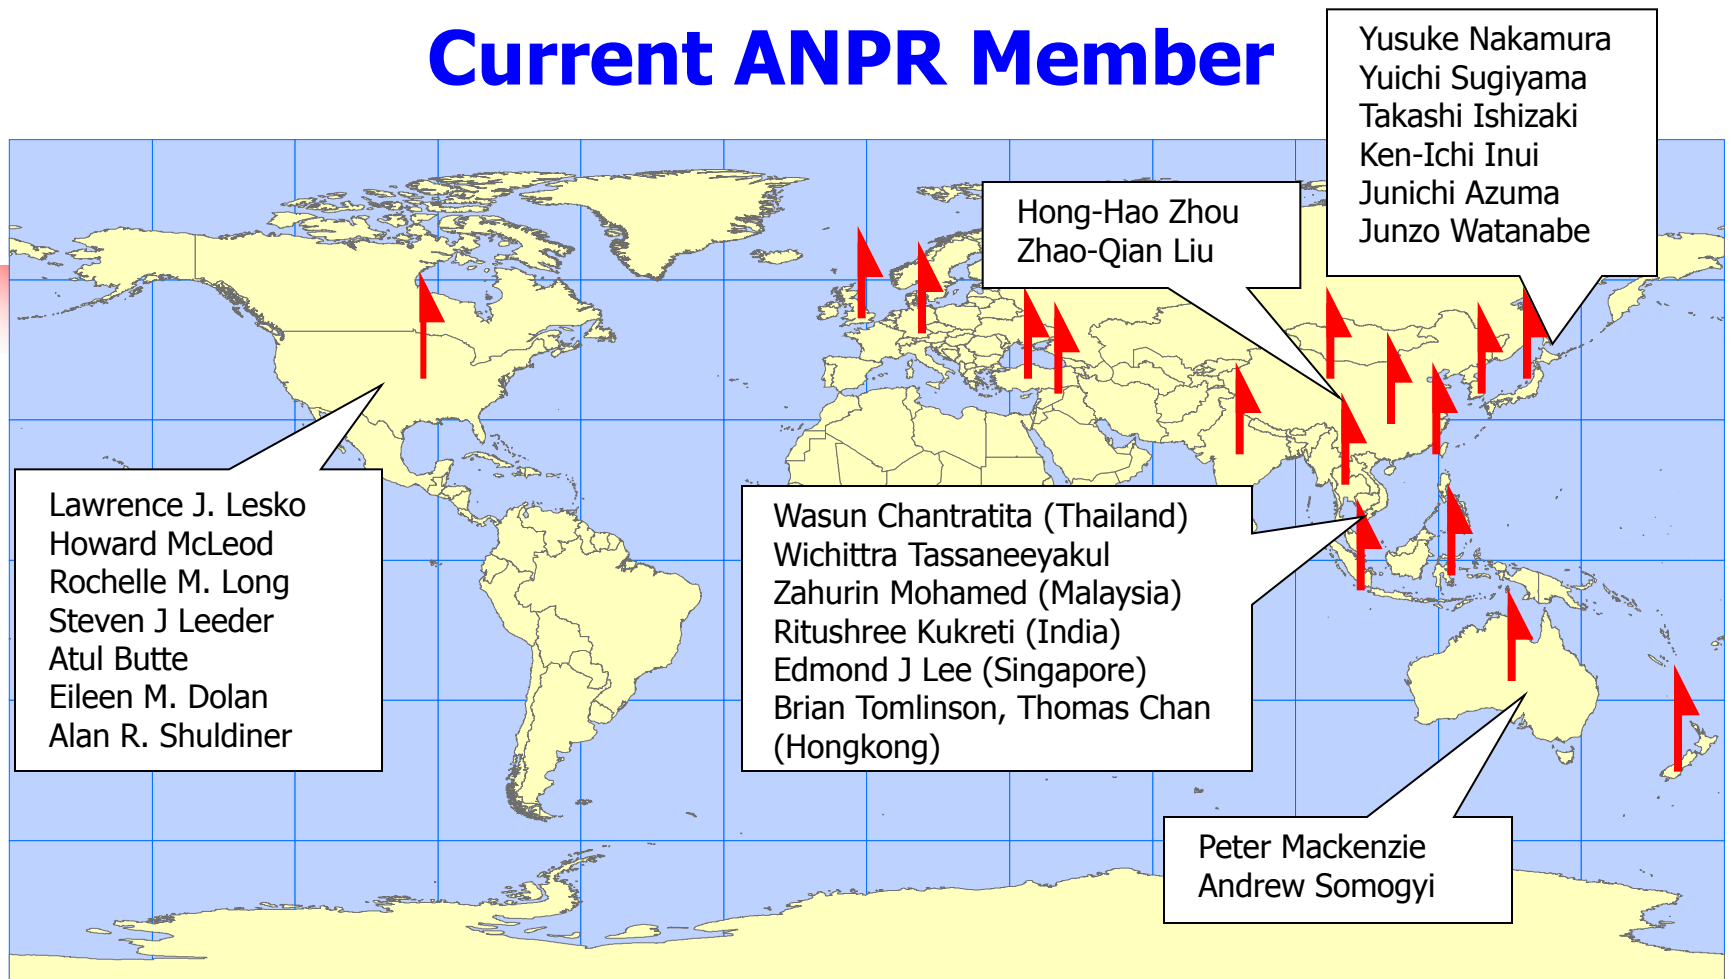 Current ANPR Member
Yusuke Nakamura
Yuichi Sugiyama
Takashi Ishizaki
Ken-Ichi Inui
Junichi Azuma
Junzo Watanabe
Hong-Hao Zhou
Zhao-Qian Liu
Lawrence J. Lesko
Howard McLeod
Rochelle M. Long
Steven J Leeder
Atul Butte
Eileen M. Dolan
Alan R. Shuldiner
Wasun Chantratita (Thailand)
Wichittra Tassaneeyakul
Zahurin Mohamed (Malaysia)
Ritushree Kukreti (India)
Edmond J Lee (Singapore)
Brian Tomlinson, Thomas Chan
(Hongkong)
Peter Mackenzie
Andrew Somogyi